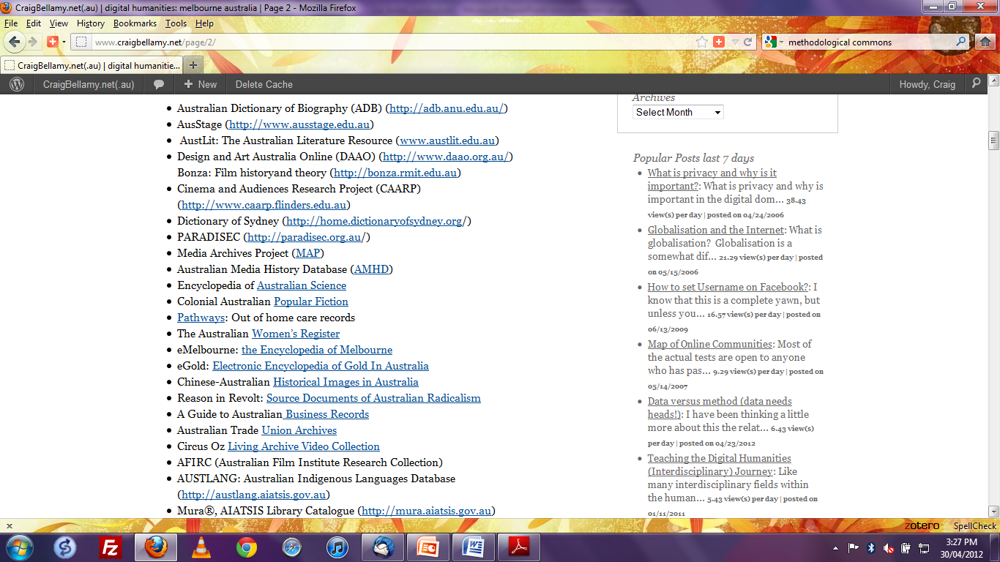 CraigBellamy.net(.au) | digital humanities: melbourne australia | Page 2 - Mozilla Firefox
File Edit View History Bookmarks Tools Help
www.craigbellamy.net/page/2/
methodological commons
CraigBellamy.net(.au) | digital humanitie...
CraigBellamy.net(.au) New Delete Cache Howdy, Craig
Australian Dictionary of Biography (ADB) (http://adb.anu.edu.au/)
AusStage (http://www.ausstage.edu.au)
AustLit: The Australian Literature Resource (www.austlit.edu.au)
Design and Art Australia Online (DAAO) (http://www.daao.org.au/)
Bonza: Film historyand theory (http://bonza.rmit.edu.au)
Cinema and Audiences Research Project (CAARP)
(http://www.caarp.flinders.edu.au)
Dictionary of Sydney (http://home.dictionaryofsydney.org/)
PARADISEC (http://paradisec.org.au/)
Media Archives Project (MAP)
Australian Media History Database (AMHD)
Encyclopedia of Australian Science
Colonial Australian Popular Fiction
Pathways: Out of home care records
The Australian Women's Register
eMelbourne: the Encyclopedia of Melbourne
eGold: Electronic Encyclopedia of Gold In Australia
Chinese-Australian Historical Images in Australia
Reason in Revolt: Source Documents of Australian Radicalism
A Guide to Australian Business Records
Australian Trade Union Archives
Circus Oz Living Archive Video Collection
AFIRC (Australian Film Institute Research Collection)
AUSTLANG: Australian Indigenous Languages Database
(http://austlang.aiatsis.gov.au)
Mura®, AIATSIS Library Catalogue (http://mura.aiatsis.gov.au)
Archives
Select Month
Popular Posts last 7 days
What is privacy and why is it
important?: What is privacy and why is
important in the digital dom... 38.43
view(s) per day | posted on 04/24/2006
Globalisation and the Internet: What is
globalisation? Globalisation is a
somewhat dif... 21.29 view(s) per day | posted
on 05/15/2006
How to set Username on Facebook?: I
know that this is a complete yawn, but
unless you... 16.57 view(s) per day | posted on
06/13/2009
Map of Online Communities: Most of
the actual tests are open to anyone
who has pas... 9.29 view(s) per day | posted on
05/14/2007
Data versus method (data needs
heads!): I have been thinking a little
more about this the relat... 6.43 view(s)
per day | posted on 04/23/2012
Teaching the Digital Humanities
(Interdisciplinary) Journey: Like
many interdisciplinary fields within
the human... 5.43 view(s) per day | posted on
01/11/2011
zotero SpellCheck
3:27 PM
30/04/2012